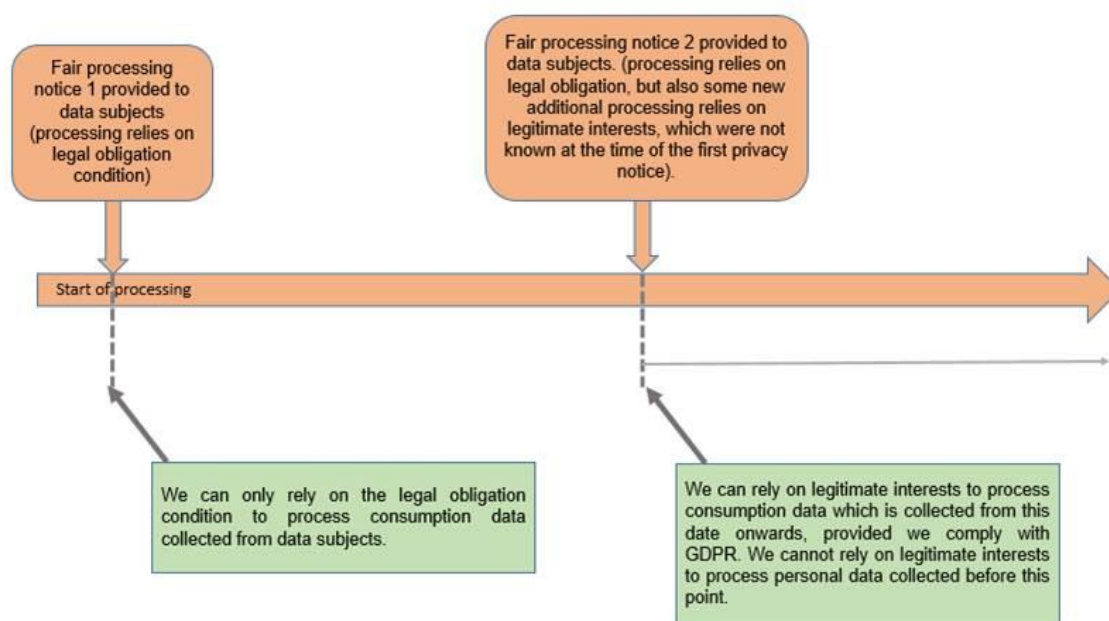 Fair processing
notice 1 provided to
data subjects
(processing relies on
legal obligation
condition)
Fair processing notice 2 provided to
data subjects. (processing relies on
legal obligation, but also some new
additional processing relies on
legitimate interests, which were not
known at the time of the first privacy
notice).
Start of processing
We can only rely on the legal obligation
condition to process consumption data
collected from data subjects.
We can rely on legitimate interests to process
consumption data which is collected from this
date onwards, provided we comply with
GDPR. We cannot rely on legitimate interests
to process personal data collected before this
point.